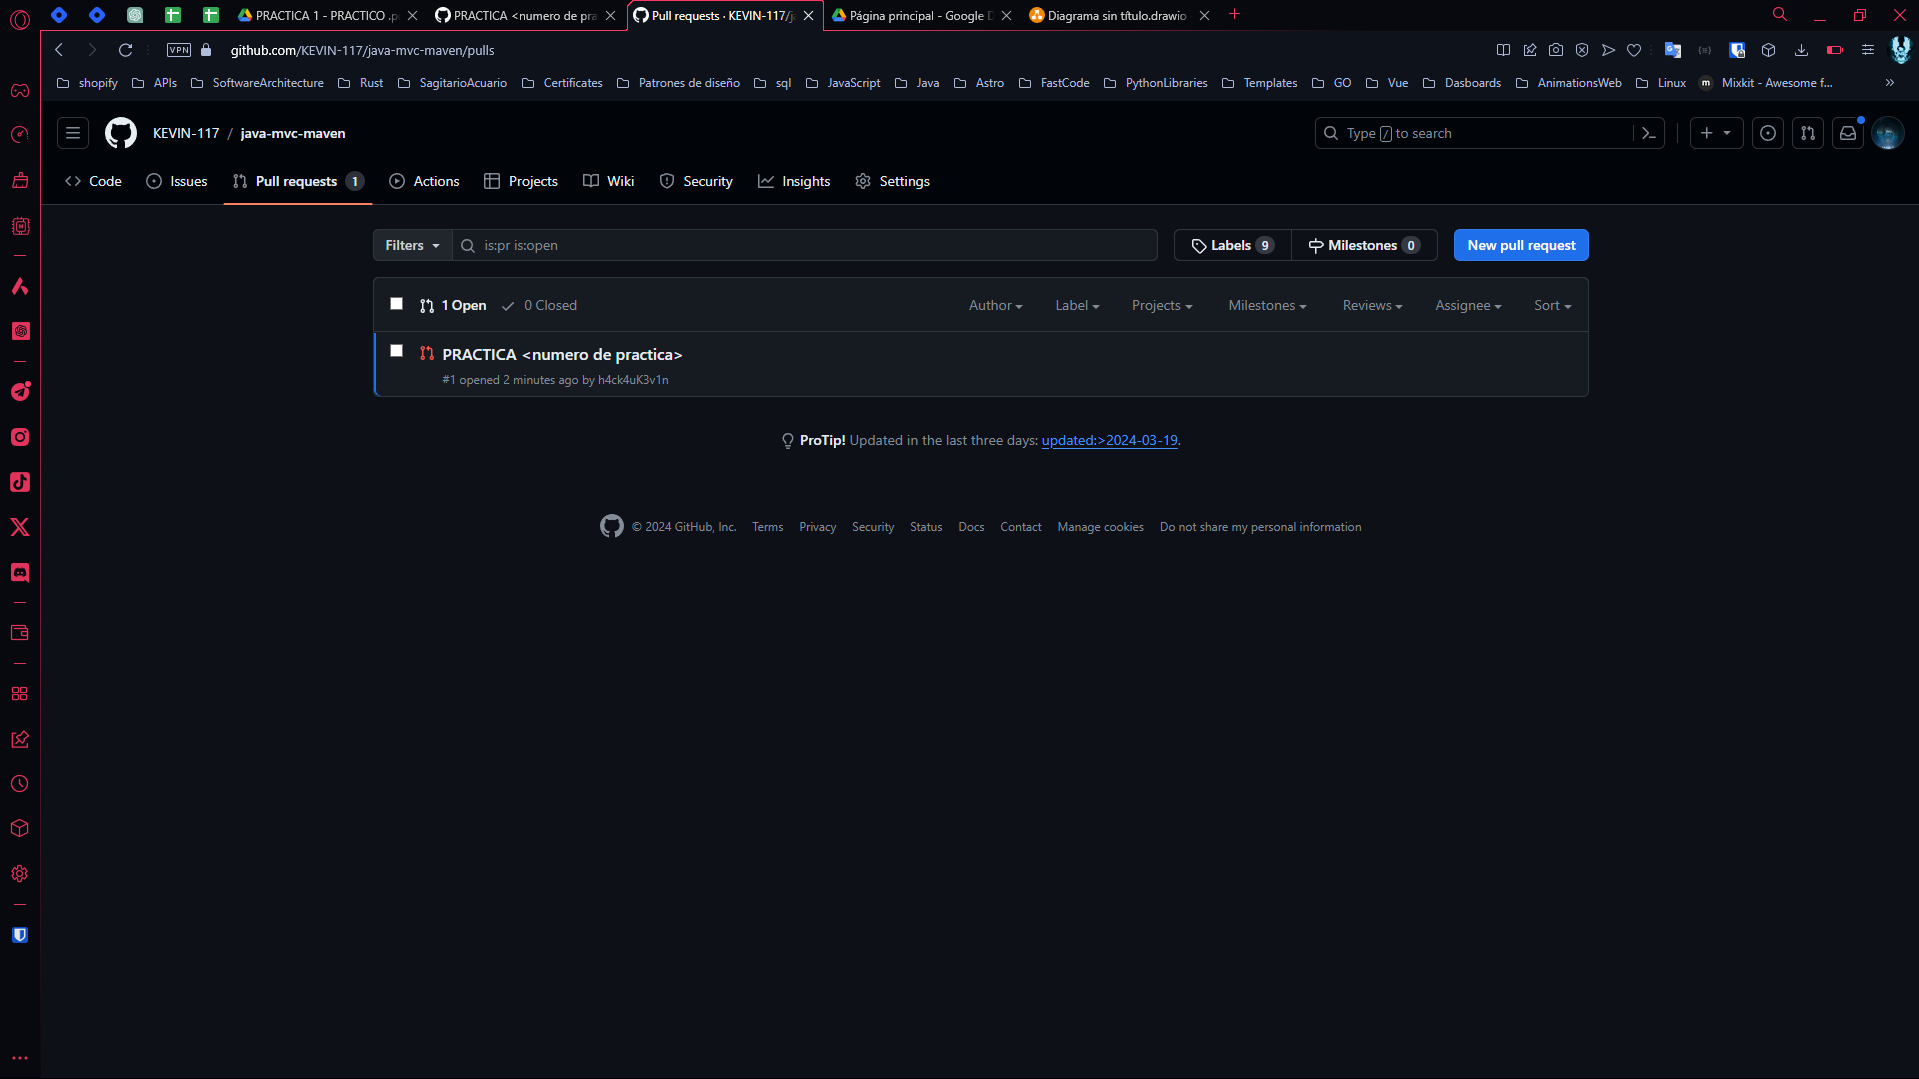 PRACTICA 1 - PRACTICO .p
PRACTICA <numero de pra
Pull requests · KEVIN-117/j
Página principal - Google D
Diagrama sin título.drawio
VPN
github.com/KEVIN-117/java-mvc-maven/pulls
shopify
APIs
SoftwareArchitecture
Rust
SagitarioAcuario
Certificates
Patrones de diseño
sql
JavaScript
Java
Astro
FastCode
PythonLibraries
Templates
GO
Vue
Dasboards
AnimationsWeb
Linux
m Mixkit - Awesome f...
KEVIN-117 / java-mvc-maven
Type / to search
Code
Issues
Pull requests 1
Actions
Projects
Wiki
Security
Insights
Settings
Filters
is:pr is:open
Labels 9
Milestones 0
New pull request
1 Open
0 Closed
Author
Label
Projects
Milestones
Reviews
Assignee
Sort
PRACTICA <numero de practica>
#1 opened 2 minutes ago by h4ck4uK3v1n
ProTip! Updated in the last three days: updated:>2024-03-19.
© 2024 GitHub, Inc.
Terms
Privacy
Security
Status
Docs
Contact
Manage cookies
Do not share my personal information